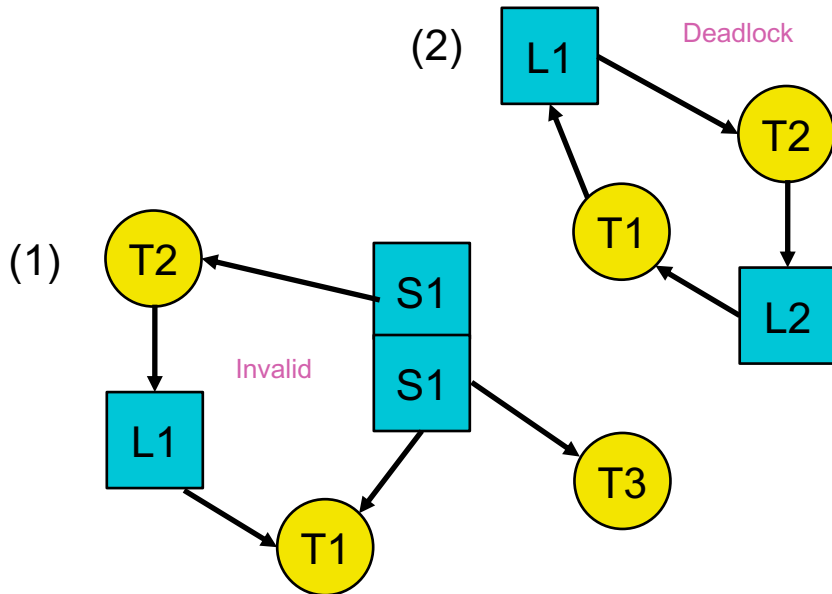 (2)
L1
Deadlock
T2
T1
L2
(1)
T2
S1
S1
Invalid
L1
T3
T1